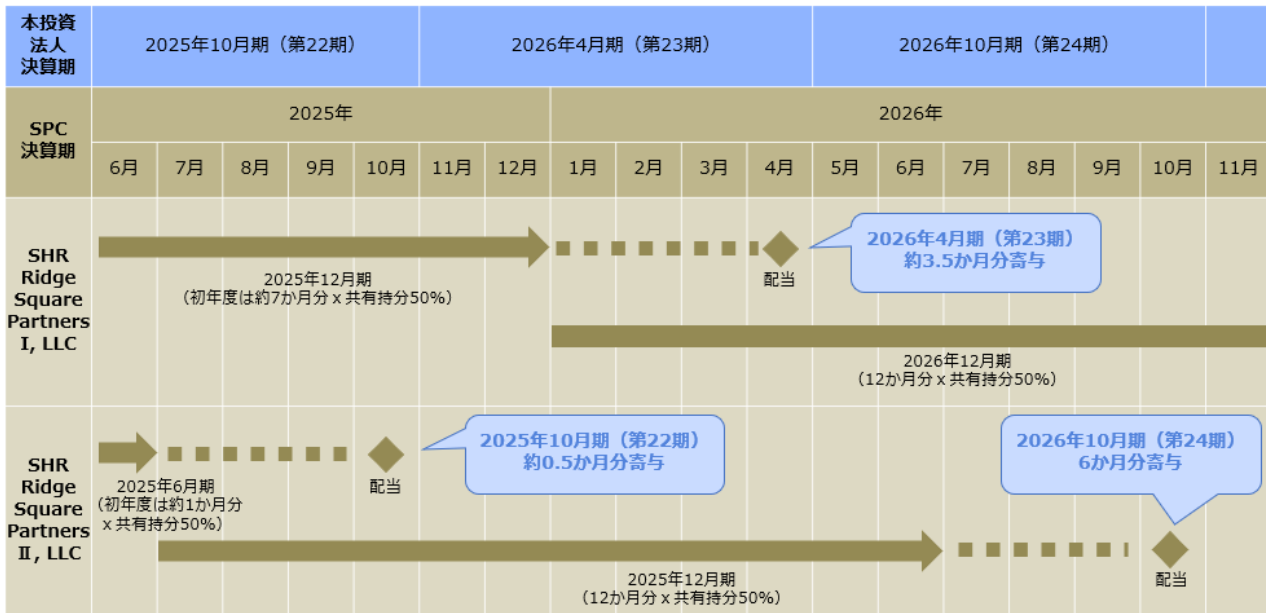 本投資
法人
決算期
2025年10月期（第22期）
2026年4月期（第23期）
2026年10月期（第24期）
SPC
決算期
2025年
2026年
6月
7月
8月
9月
10月
11月
12月
1月
2月
3月
4月
5月
6月
7月
8月
9月
10月
11月
SHR
Ridge
Square
Partners
I, LLC
2025年12月期
（初年度は約7か月分ｘ共有持分50%）
配当
2026年4月期（第23期）
約3.5か月分寄与
2026年12月期
（12か月分ｘ共有持分50%）
SHR
Ridge
Square
Partners
Ⅱ, LLC
2025年6月期
（初年度は約1か月分
ｘ共有持分50%）
配当
2025年10月期（第22期）
約0.5か月分寄与
2026年10月期（第24期）
6か月分寄与
2025年12月期
（12か月分ｘ共有持分50%）
配当